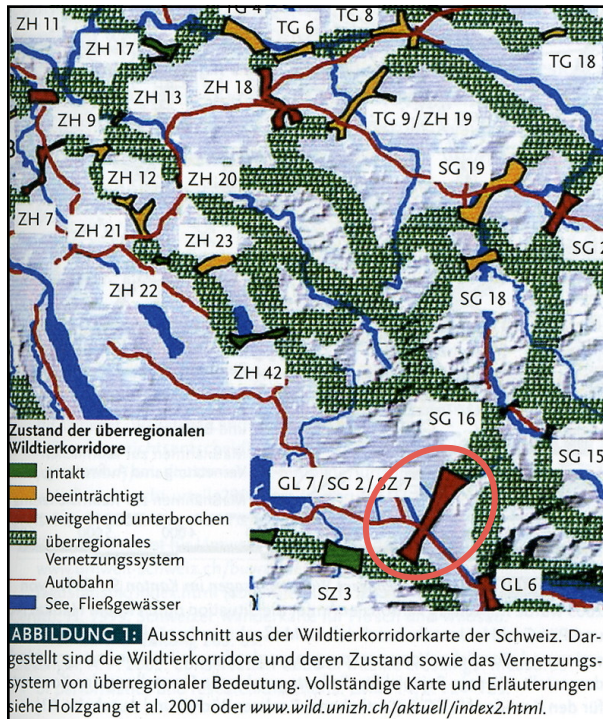 ZH 11
TG 4
TG 6
TG 8
ZH 17
TG 18
ZH 18
ZH 13
ZH 9
TG 9/ZH 19
SG 19
ZH 12
ZH 20
ZH 7
ZH 21
SG 2
ZH 23
ZH 22
SG 18
ZH 42
SG 16
SG 15
GL 7/SG 2/SZ 7
SZ 3
GL 6
Zustand der überregionalen
Wildtierkorridore
intakt
beeinträchtigt
weitgehend unterbrochen
überregionales
Vernetzungssystem
Autobahn
See, Fließgewässer
ABBILDUNG 1: Ausschnitt aus der Wildtierkorridorkarte der Schweiz. Dar-
gestellt sind die Wildtierkorridore und deren Zustand sowie das Vernetzungs-
system von überregionaler Bedeutung. Vollständige Karte und Erläuterungen
siehe Holzgang et al. 2001 oder www.wild.unizh.ch/aktuell/index2.html.